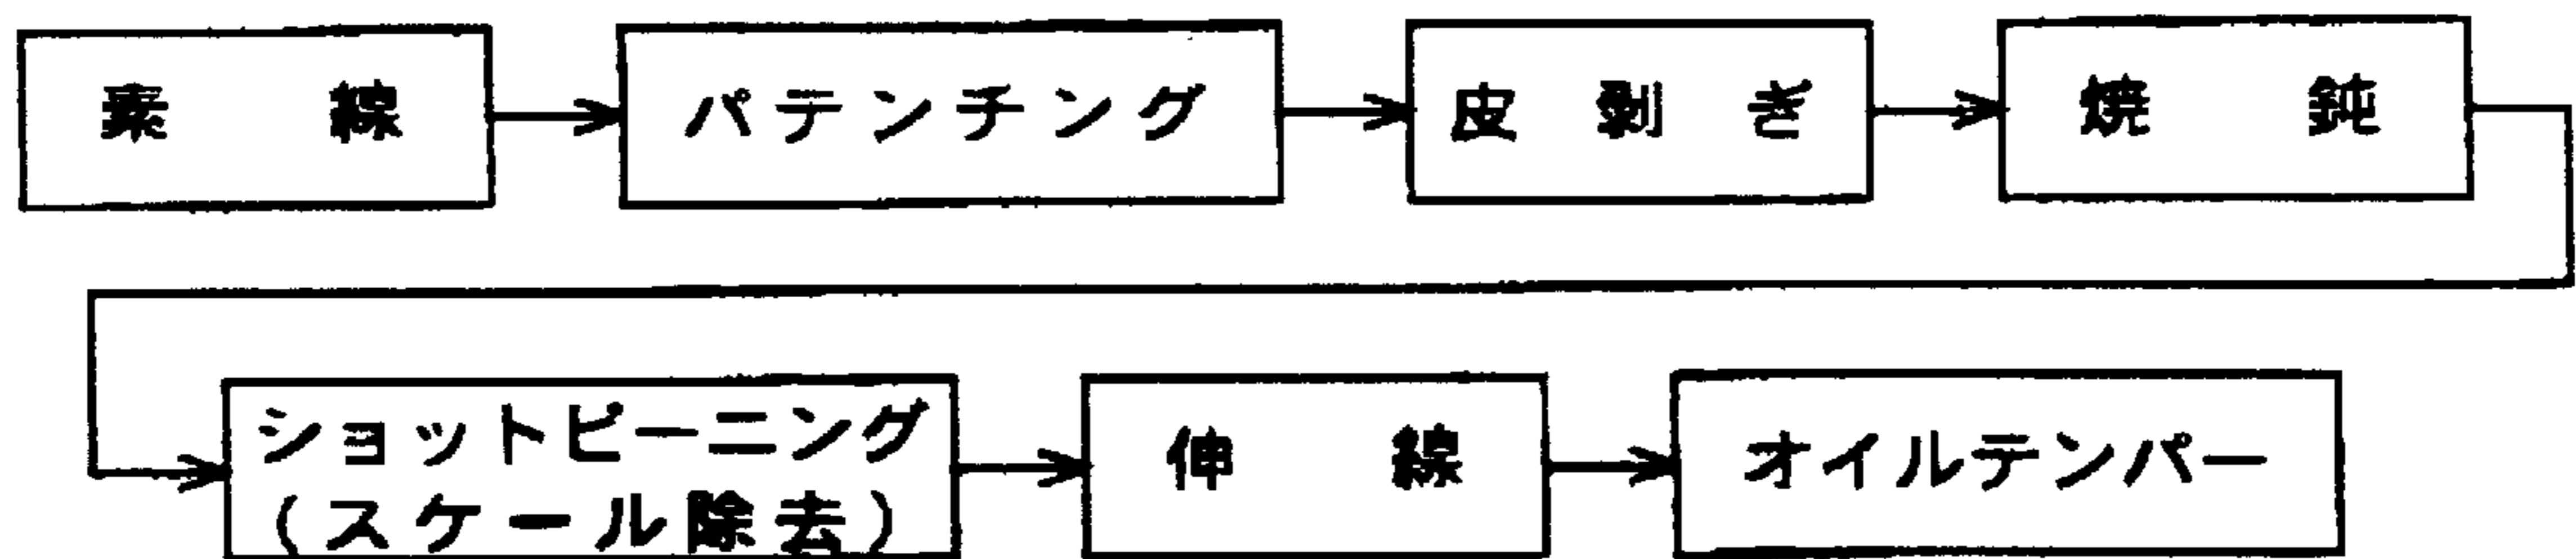 素線
パテンチング
皮剥ぎ
焼鈍
ショットピーニング
(スケール除去)
伸線
オイルテンパー